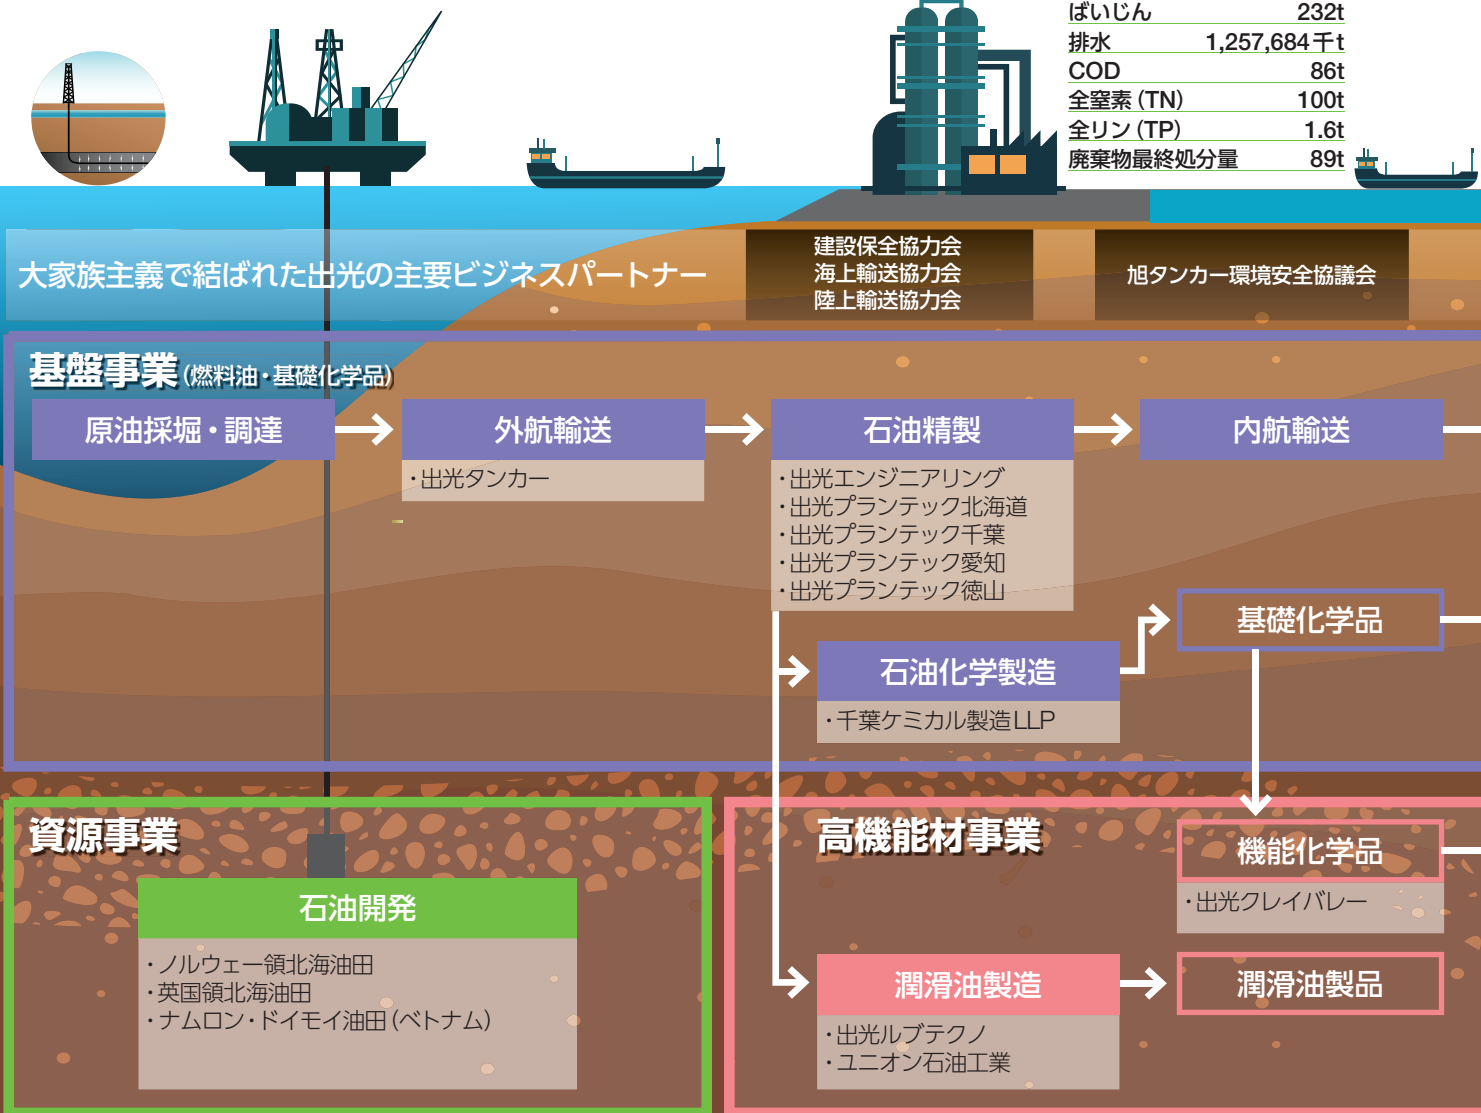 ばいじん 232t
排水 1,257,684千t
COD 86t
全窒素(TN) 100t
全リン(TP) 1.6t
廃棄物最終処分量 89t
大家族主義で結ばれた出光の主要ビジネスパートナー
建設保全協力会
海上輸送協力会
陸上輸送協力会
旭タンカー環境安全協議会
基盤事業(燃料油・基礎化学品)
原油採堀・調達
外航輸送
・出光タンカー
石油精製
・出光エンジニアリング
・出光プランテック北海道
・出光プランテック千葉
・出光プランテック愛知
・出光プランテック徳山
内航輸送
石油化学製造
・千葉ケミカル製造LLP
基礎化学品
資源事業
石油開発
・ノルウェー領北海油田
・英国領北海油田
・ナムロン・ドイモイ油田(ベトナム)
高機能材事業
機能化学品
・出光クレイバレー
潤滑油製造
・出光ルブテクノ
・ユニオン石油工業
潤滑油製品